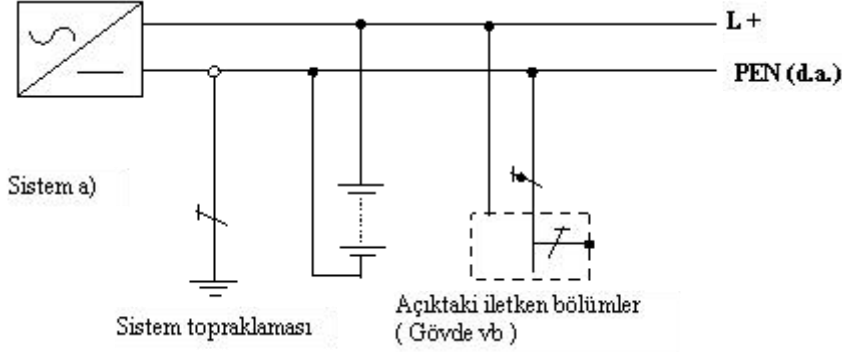 L +
PEN (d.a.)
Sistem a)
Sistem topraklaması
Açıktaki iletken bölümler
( Gövde vb )